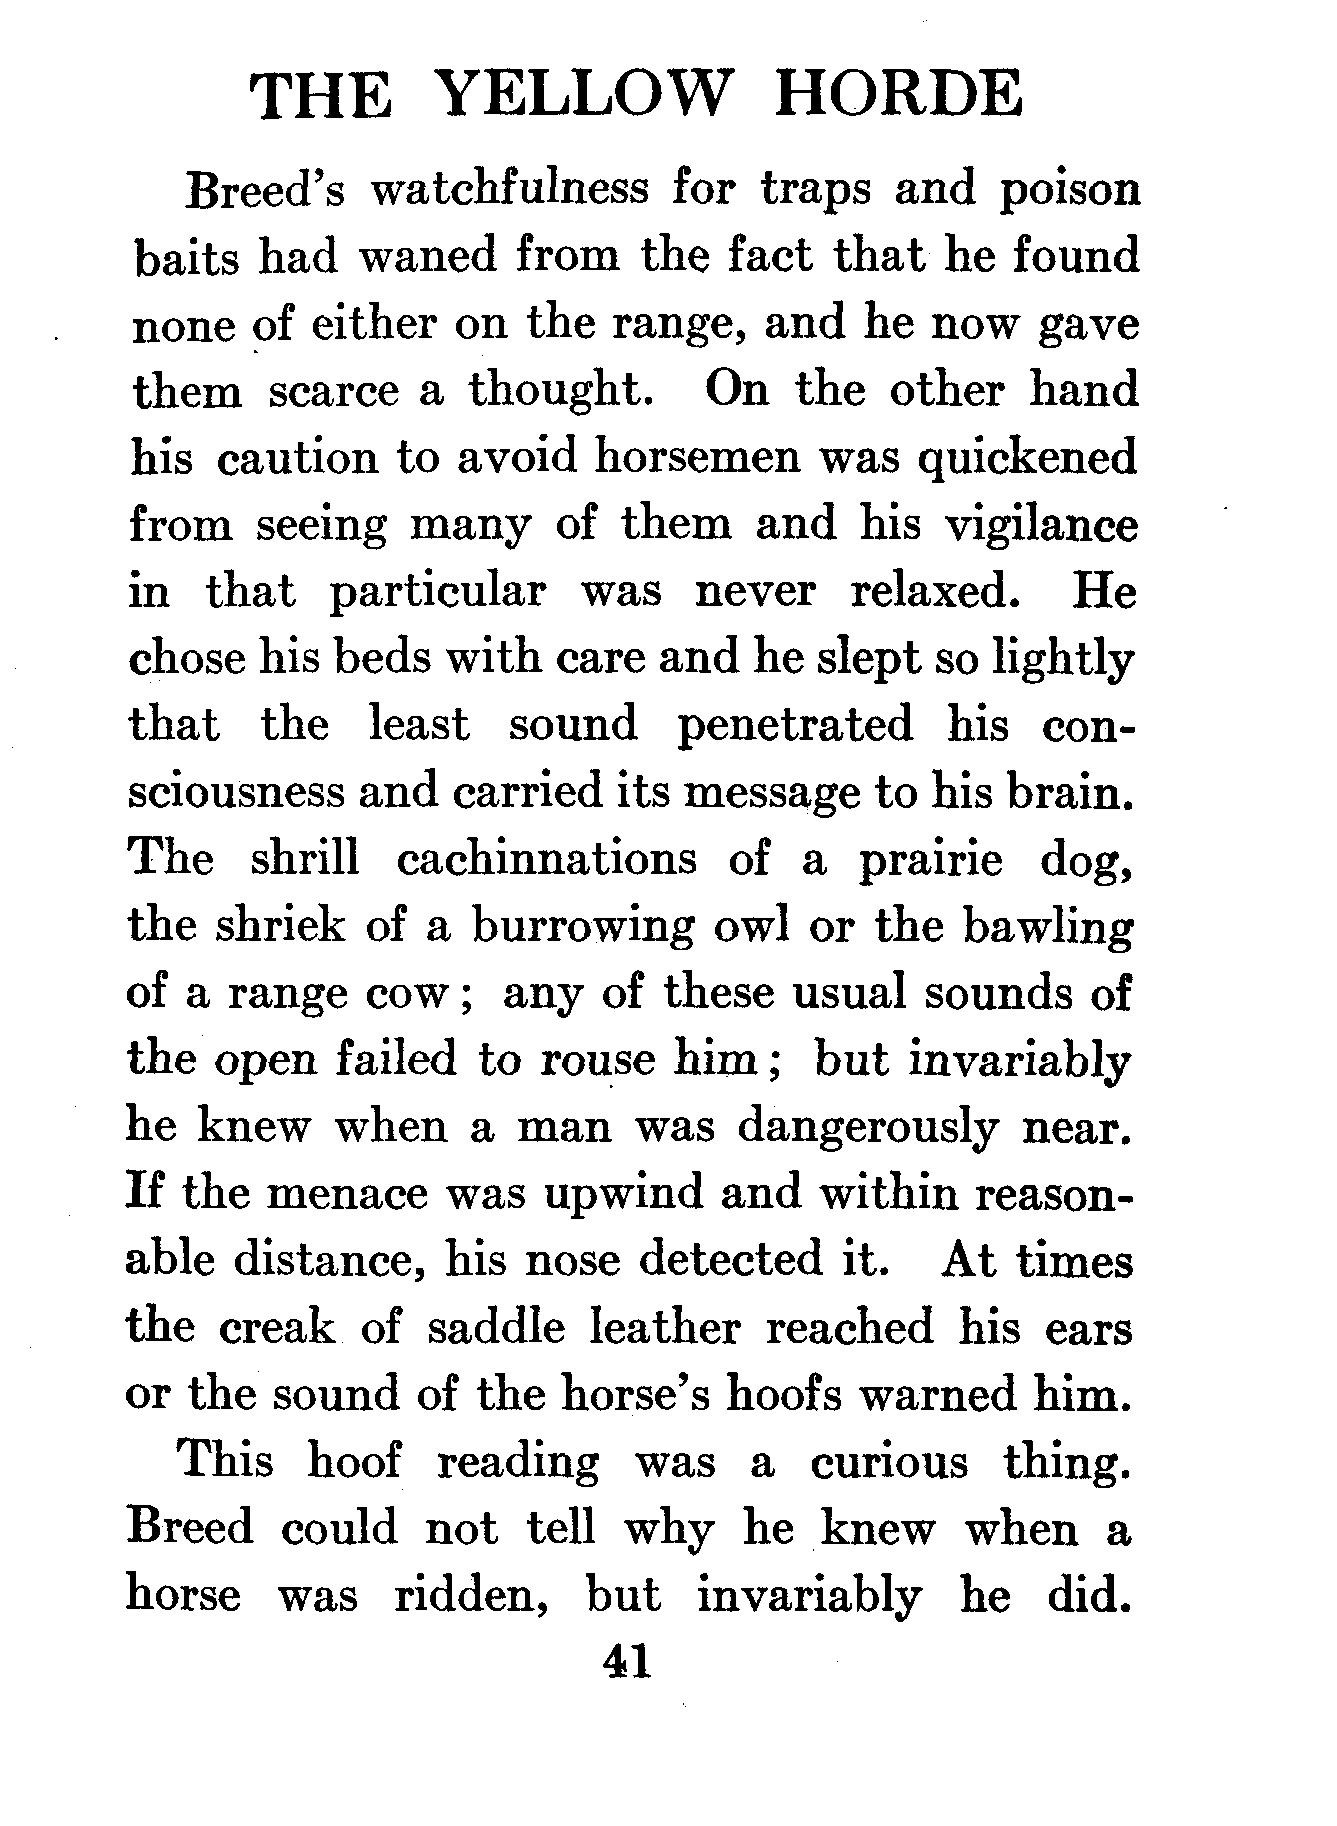 THE YELLOW HORDE
Breed's watchfulness for traps and poison
baits had waned from the fact that he found
none of either on the range, and he now gave
them scarce a thought. On the other hand
his caution to avoid horsemen was quickened
from seeing many of them and his vigilance
in that particular was never relaxed. He
chose his beds with care and he slept so lightly
that the least sound penetrated his con-
sciousness and carried its message to his brain.
The shrill cachinnations of a prairie dog,
the shriek of a burrowing owl or the bawling
of a range cow; any of these usual sounds of
the open failed to rouse him; but invariably
he knew when a man was dangerously near.
If the menace was upwind and within reason-
able distance, his nose detected it. At times
the creak of saddle leather reached his ears
or the sound of the horse's hoofs warned him.
This hoof reading was a curious thing.
Breed could not tell why he knew when a
horse was ridden, but invariably he did.
41